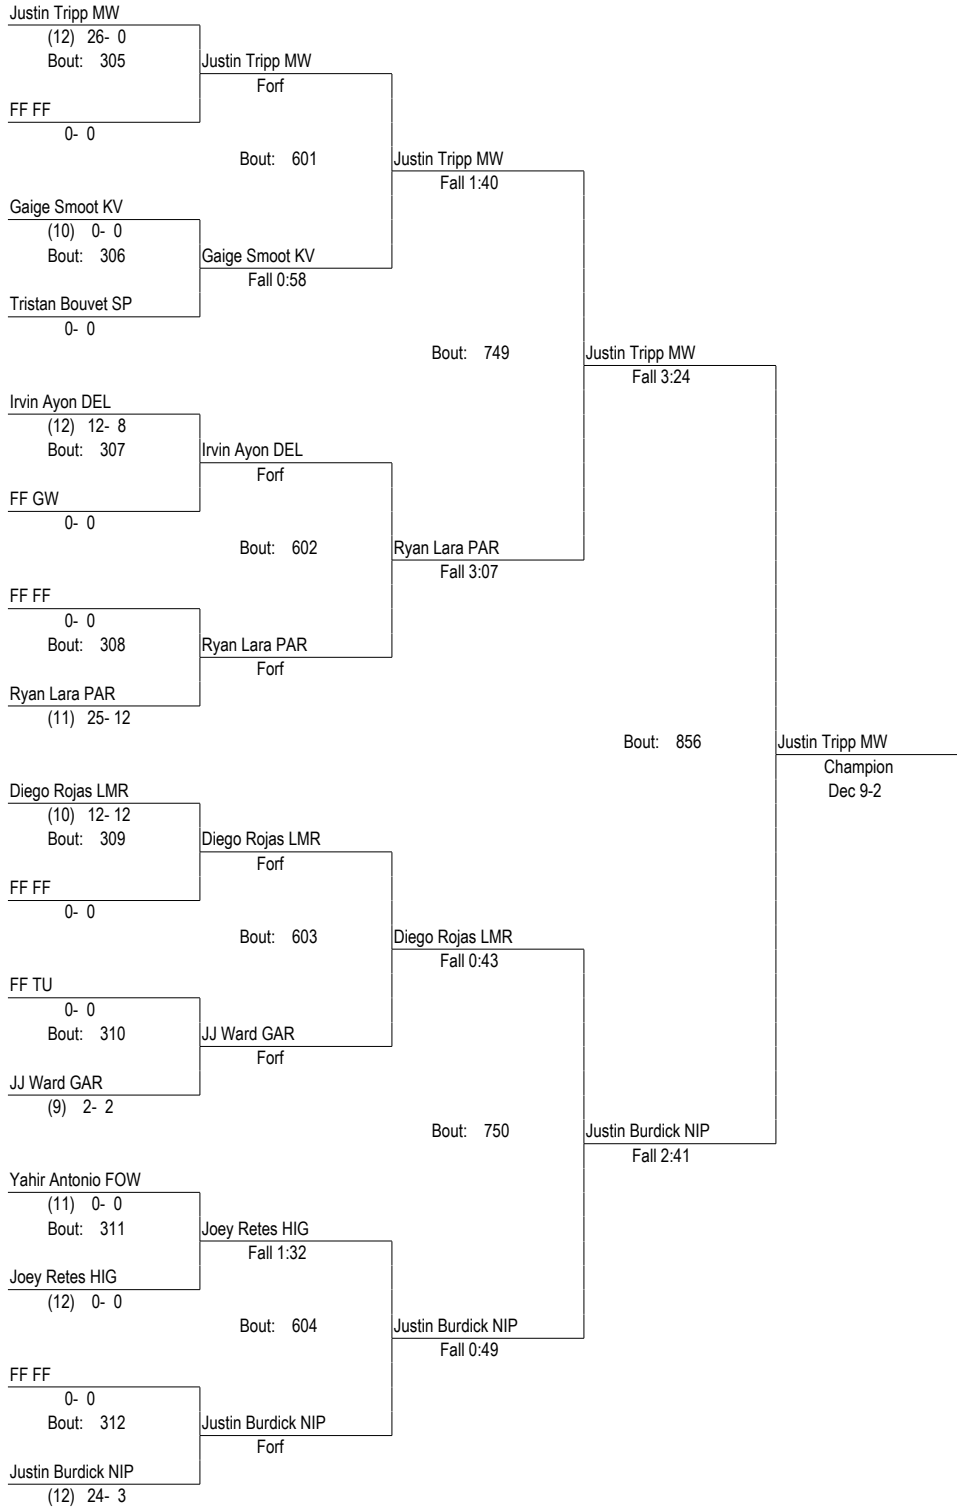 Justin Tripp MW
(12) 26- 0
Bout: 305
Justin Tripp MW
Forf
FF FF
0- 0
Bout: 601
Justin Tripp MW
Fall 1:40
Gaige Smoot KV
(10) 0- 0
Bout: 306
Gaige Smoot KV
Fall 0:58
Tristan Bouvet SP
0- 0
Bout: 749
Justin Tripp MW
Fall 3:24
Irvin Ayon DEL
(12) 12- 8
Bout: 307
Irvin Ayon DEL
Forf
FF GW
0- 0
Bout: 602
Ryan Lara PAR
Fall 3:07
FF FF
0- 0
Bout: 308
Ryan Lara PAR
Forf
Ryan Lara PAR
(11) 25- 12
Bout: 856
Justin Tripp MW
Champion
Dec 9-2
Diego Rojas LMR
(10) 12- 12
Bout: 309
Diego Rojas LMR
Forf
FF FF
0- 0
Bout: 603
Diego Rojas LMR
Fall 0:43
FF TU
0- 0
Bout: 310
JJ Ward GAR
Forf
JJ Ward GAR
(9) 2- 2
Bout: 750
Justin Burdick NIP
Fall 2:41
Yahir Antonio FOW
(11) 0- 0
Bout: 311
Joey Retes HIG
Fall 1:32
Joey Retes HIG
(12) 0- 0
Bout: 604
Justin Burdick NIP
Fall 0:49
FF FF
0- 0
Bout: 312
Justin Burdick NIP
Forf
Justin Burdick NIP
(12) 24- 3